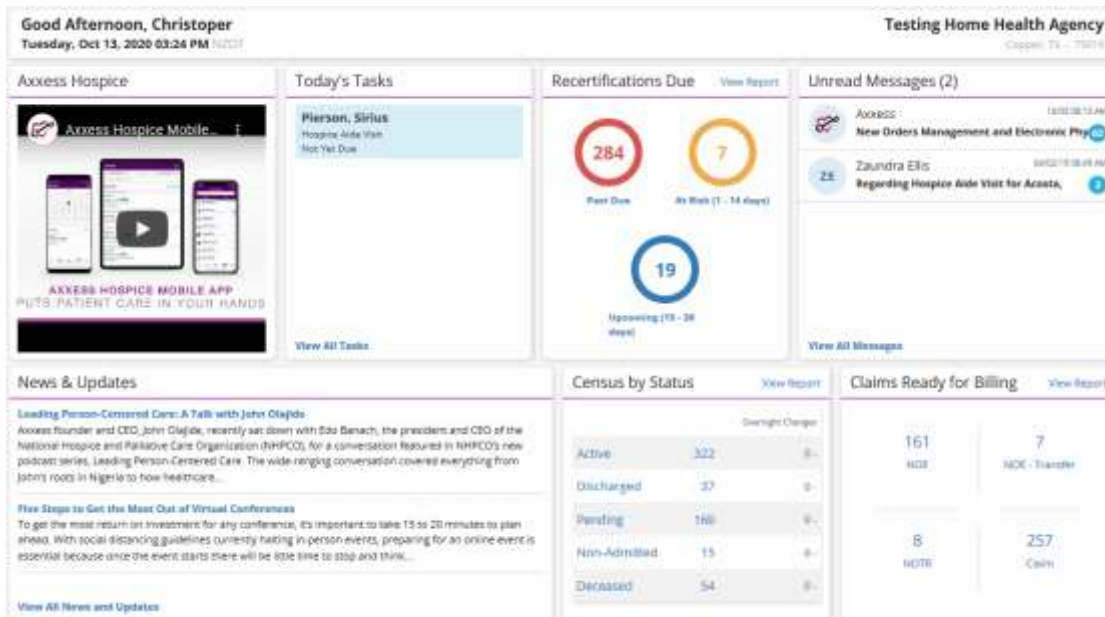 Good Afternoon, Christoper
Tuesday, Oct 13, 2020 03:24 PM
Testing Home Health Agency
Axxess Hospice
Axxess Hospice Mobile...
AXXESS HOSPICE MOBILE APP
PUTS PATIENT CARE IN YOUR HANDS
Today's Tasks
Pierson, Sirius
Hospice Aide Visit
Not Yet Due
View All Tasks
Recertifications Due
View Report
284
Past Due
7
At Risk (1 - 14 days)
19
Upcoming
days)
Unread Messages (2)
Axxess
New Orders Management and Electronic
ZE
Zaundra Ellis
Regarding Hospice Aide Visit for Acosta,
2
View All Messages
News & Updates
Leading Person-Centered Care: A Talk with John Olajide
Axxess founder and CEO, John Olajide, recently sat down with Edo Banach, the president and CEO of the
National Hospice and Palliative Care Organization (NHPCO), for a conversation featured in NHPCO's new
podcast series, Leading Person-Centered Care. The wide ranging conversation covered everything from
John's roots in Nigeria to how healthcare...
Five Steps to Get the Most Out of Virtual Conferences
To get the most return on investment for any conference, it's important to take 15 to 20 minutes to plan
ahead. With social distancing guidelines currently halting in-person events, preparing for an online event is
essential because once the event starts there will be little time to stop and think...
View All News and Updates
Census by Status
View Report
Overnight Changes
Active 322 0 -
Discharged 37 0 -
Pending 0 -
Non-Admitted 15 0 -
Deceased 54 0 -
Claims Ready for Billing
View Report
161
NOE
7
NOE - Transfer
8
NOTR
257
Claim